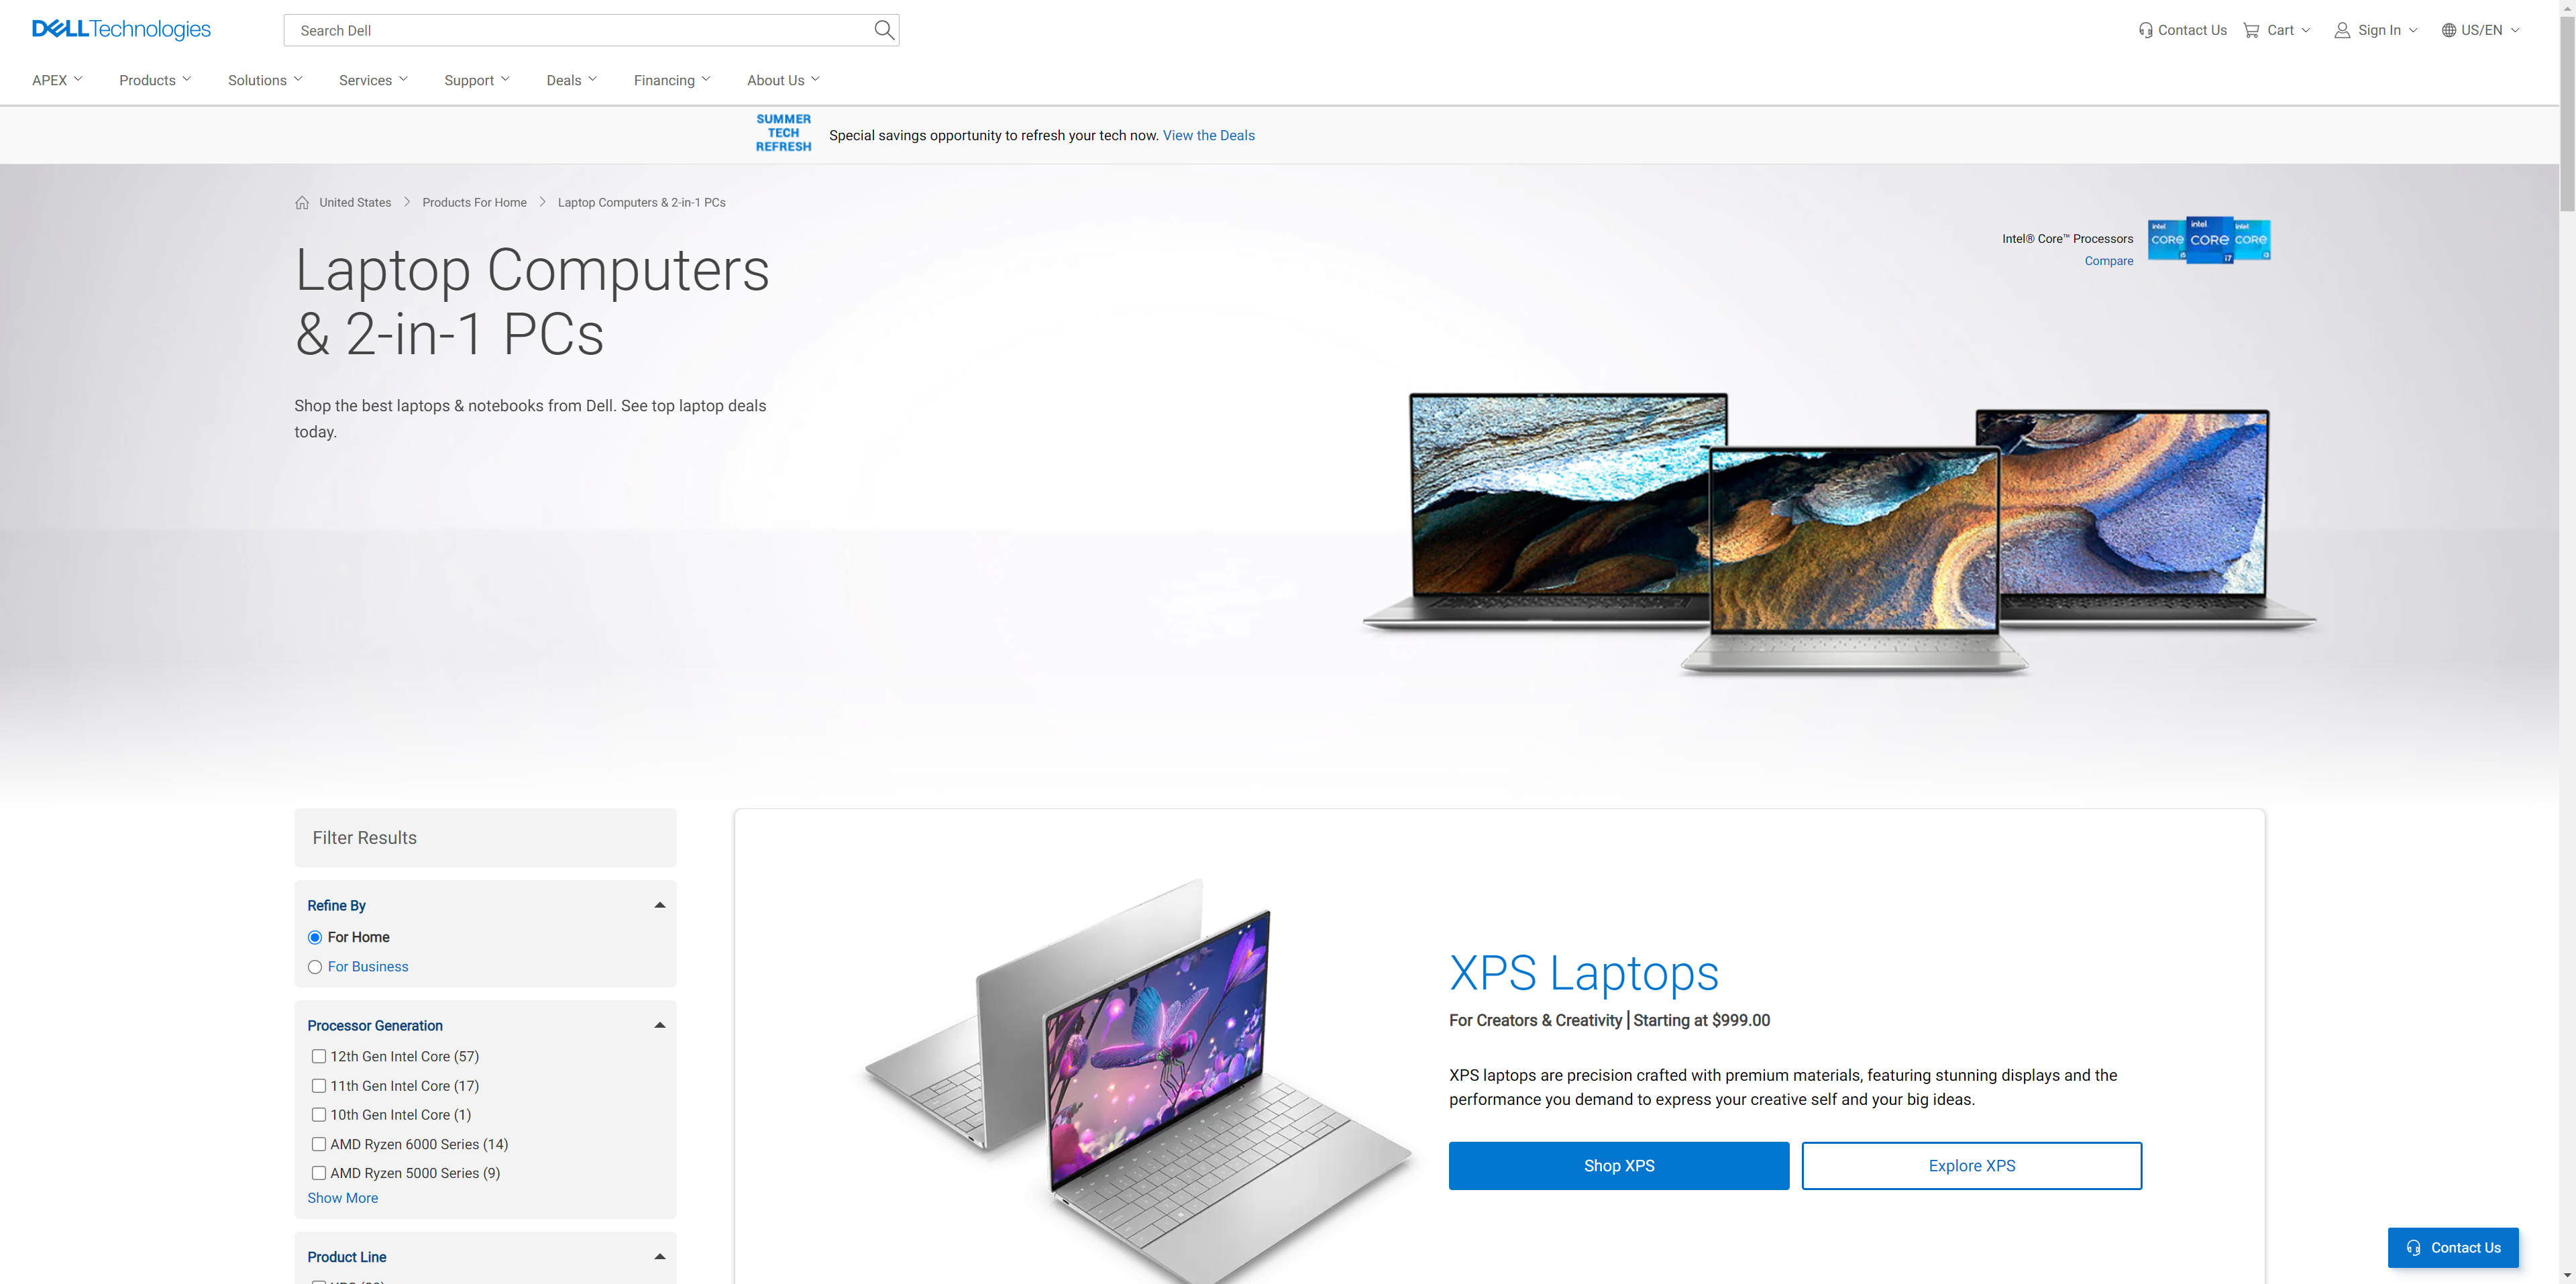 DELLTechnologies
Search Dell
Contact Us
Cart
Sign In
US/EN
APEX
Products
Solutions
Services
Support
Deals
Financing
About Us
SUMMER
TECH
REFRESH
Special savings opportunity to refresh your tech now. View the Deals
United States
Products For Home
Laptop Computers & 2-in-1 PCs
Laptop Computers
& 2-in-1 PCs
Shop the best laptops & notebooks from Dell. See top laptop deals
today.
Intel® Core™ Processors
Compare
intel
CORE
i5
intel
CORE
i7
intel
CORE
i3
Filter Results
Refine By
For Home
For Business
Processor Generation
12th Gen Intel Core (57)
11th Gen Intel Core (17)
10th Gen Intel Core (1)
AMD Ryzen 6000 Series (14)
AMD Ryzen 5000 Series (9)
Show More
Product Line
XPS Laptops
For Creators & Creativity | Starting at $999.00
XPS laptops are precision crafted with premium materials, featuring stunning displays and the
performance you demand to express your creative self and your big ideas.
Shop XPS
Explore XPS
Contact Us